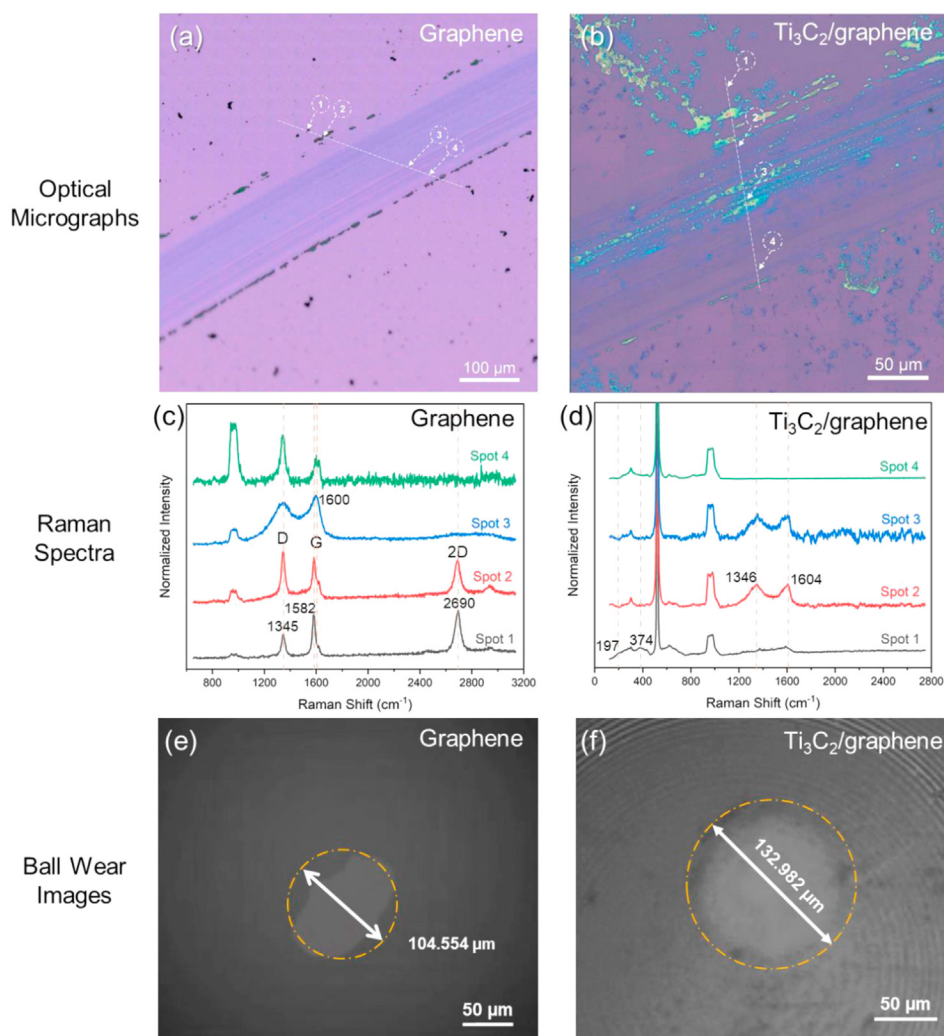 (a) Graphene
1
2
3
4
100 µm
(b) Ti₃C₂/graphene
1
2
3
4
50 µm
Optical
Micrographs
(c) Graphene
Normalized Intensity
Spot 4
1600
Spot 3
D
G
2D
Spot 2
1582
1345
2690
Spot 1
800 1200 1600 2000 2400 2800 3200
Raman Shift (cm⁻¹)
(d) Ti₃C₂/graphene
Normalized Intensity
Spot 4
Spot 3
1346
1604
Spot 2
197
374
Spot 1
0 400 800 1200 1600 2000 2400 2800
Raman Shift (cm⁻¹)
Raman
Spectra
(e) Graphene
104.554 µm
50 µm
(f) Ti₃C₂/graphene
132.982 µm
50 µm
Ball Wear
Images